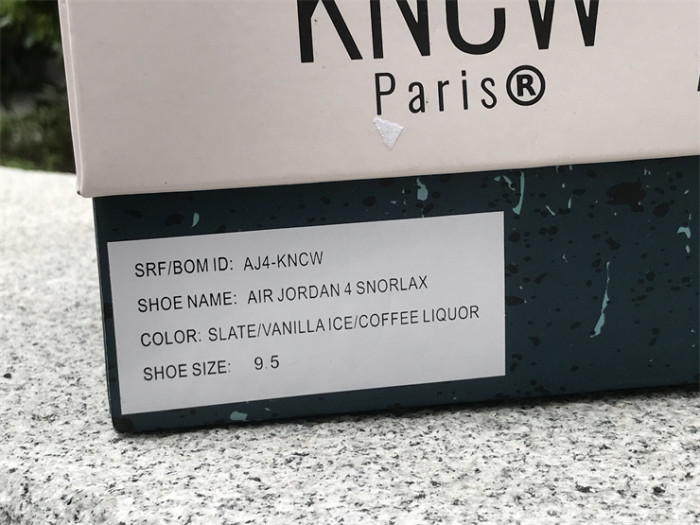 KNCW
Paris®
SRF/BOM ID: AJ4-KNCW
SHOE NAME: AIR JORDAN 4 SNORLAX
COLOR: SLATE/VANILLA ICE/COFFEE LIQUOR
SHOE SIZE: 9.5